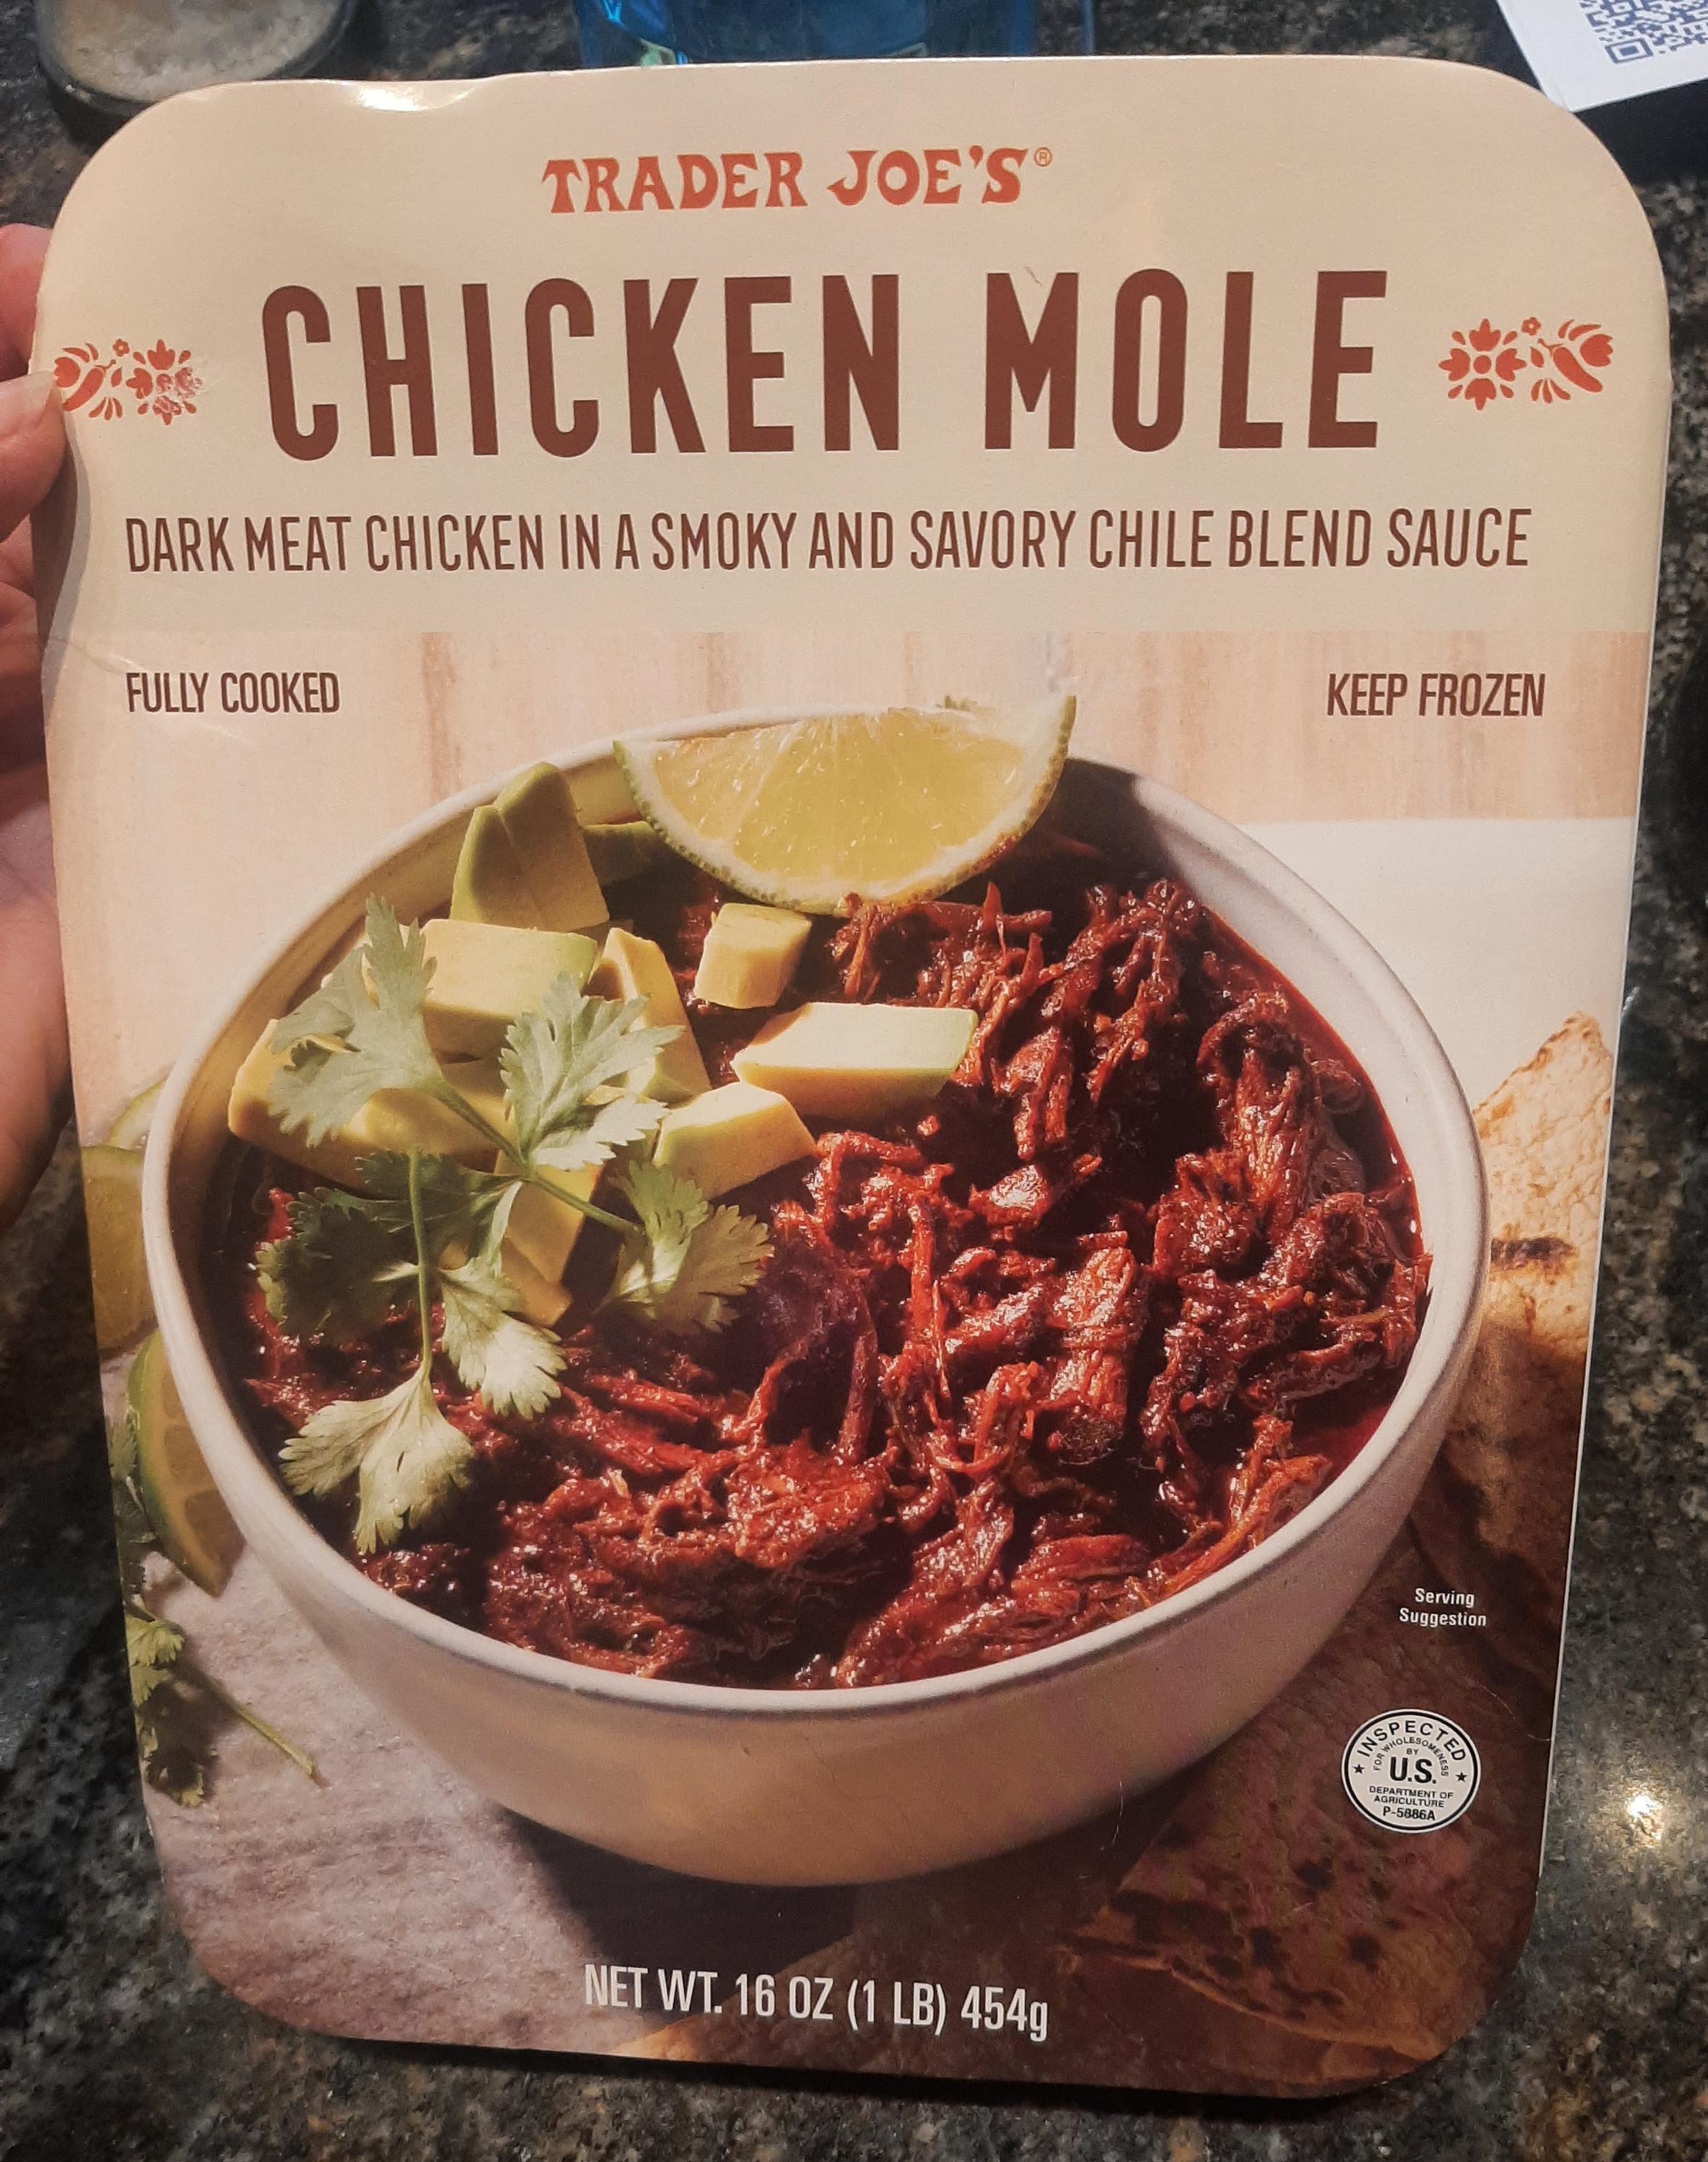 TRADER JOE'S®
CHICKEN MOLE
DARK MEAT CHICKEN IN A SMOKY AND SAVORY CHILE BLEND SAUCE
FULLY COOKED
KEEP FROZEN
Serving
Suggestion
INSPECTED
FOR WHOLESOMENESS
BY
U.S.
DEPARTMENT OF
AGRICULTURE
P-5886A
NET WT. 16 OZ (1 LB) 454g